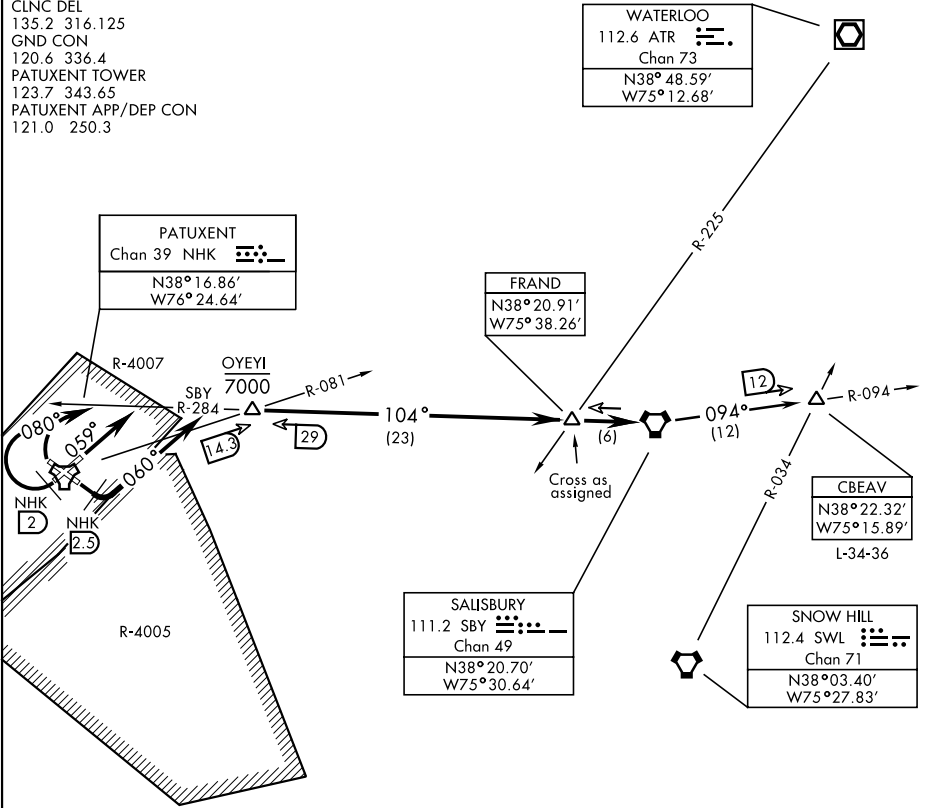 CLNC DEL
135.2 316.125
GND CON
120.6 336.4
PATUXENT TOWER
123.7 343.65
PATUXENT APP/DEP CON
121.0 250.3
WATERLOO
112.6 ATR
Chan 73
N38° 48.59′
W75° 12.68′
R-225
PATUXENT
Chan 39 NHK
N38° 16.86′
W76° 24.64′
FRAND
N38° 20.91′
W75° 38.26′
R-4007
OYEYI
7000
SBY
R-284
R-081
14.3
29
104°
(23)
(6)
Cross as
assigned
094°
(12)
12
R-094
R-034
080°
059°
060°
NHK
2
NHK
2.5
R-4005
CBEAV
N38° 22.32′
W75° 15.89′
L-34-36
SALISBURY
111.2 SBY
Chan 49
N38° 20.70′
W75° 30.64′
SNOW HILL
112.4 SWL
Chan 71
N38° 03.40′
W75° 27.83′